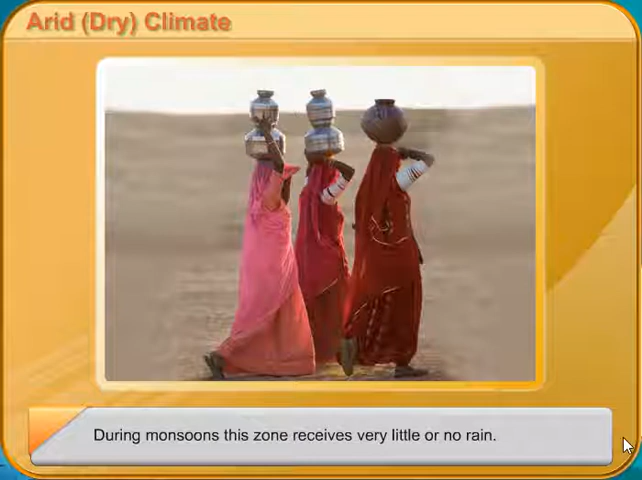 Arid (Dry) Climate
During monsoons this zone receives very little or no rain.